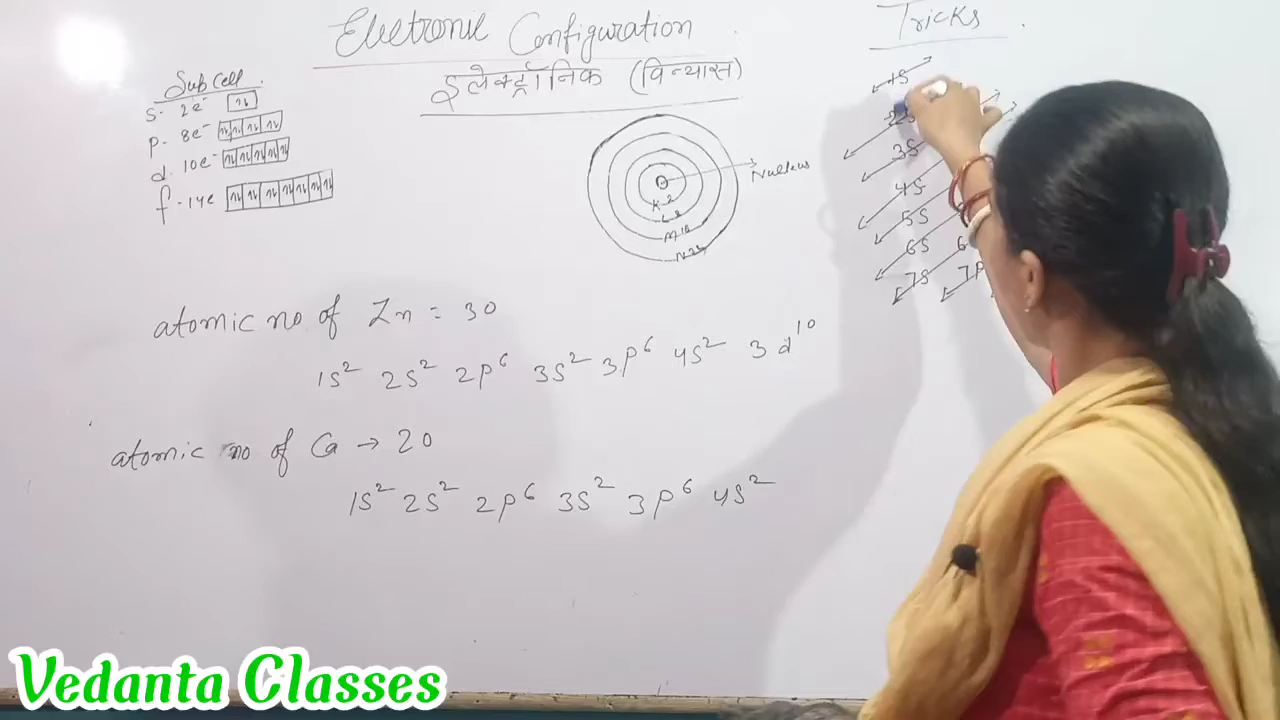 Electronic Configuration
इलेक्ट्रॉनिक (विन्यास)
Sub Cell
s. 2e⁻
p. 8e⁻
d. 10e⁻
f. 14e
Nucleus
K-2
L-8
M-18
Tricks
1S
2S
3S
4S
5S
6S 6
7S 7P
atomic no of Zn = 30
1S² 2S² 2P⁶ 3S² 3P⁶ 4S² 3d¹⁰
atomic no of Ca → 20
1S² 2S² 2P⁶ 3S² 3P⁶ 4S²
Vedanta Classes